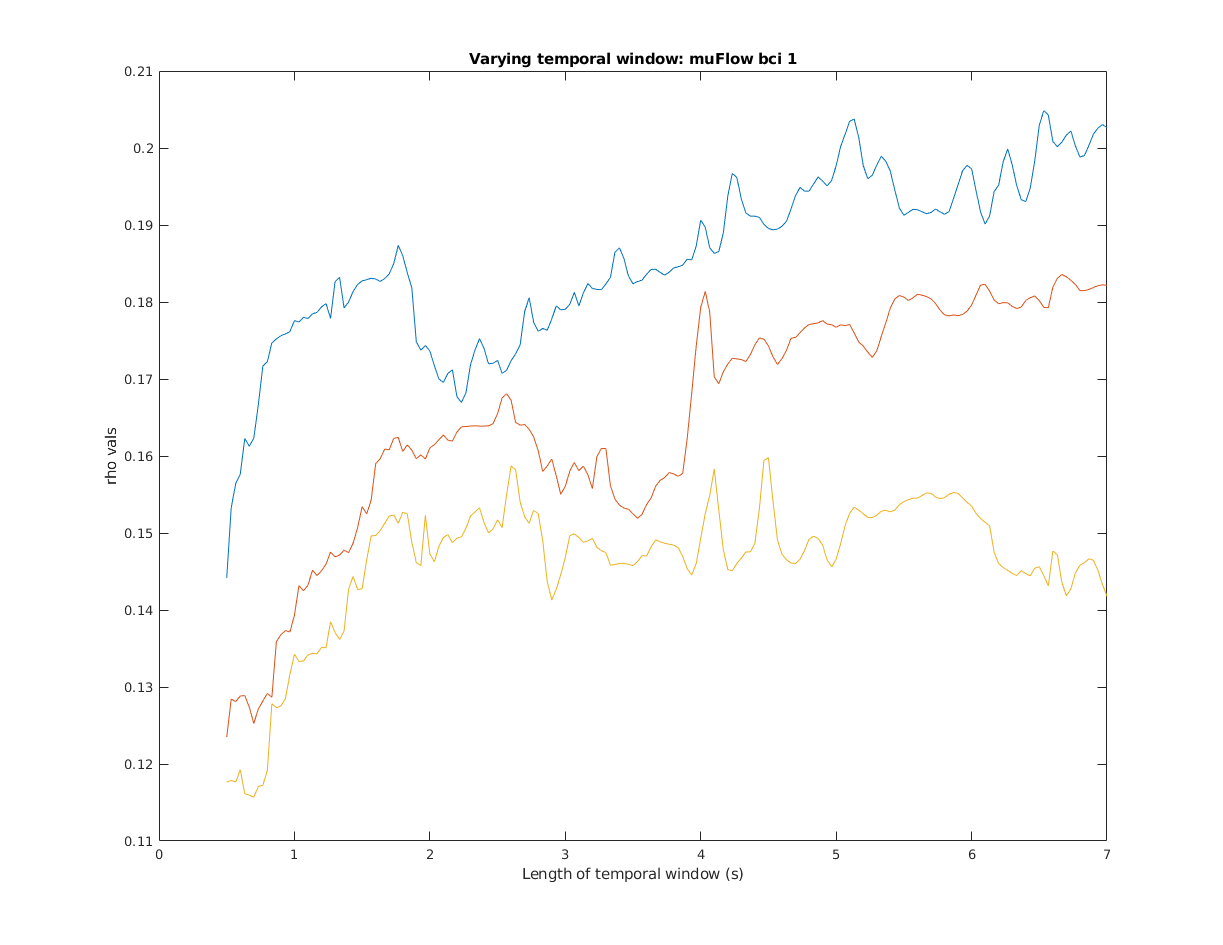 Varying temporal window: muFlow bci 1
0.21
0.2
0.19
0.18
0.17
0.16
0.15
0.14
0.13
0.12
0.11
rho vals
0 1 2 3 4 5 6 7
Length of temporal window (s)